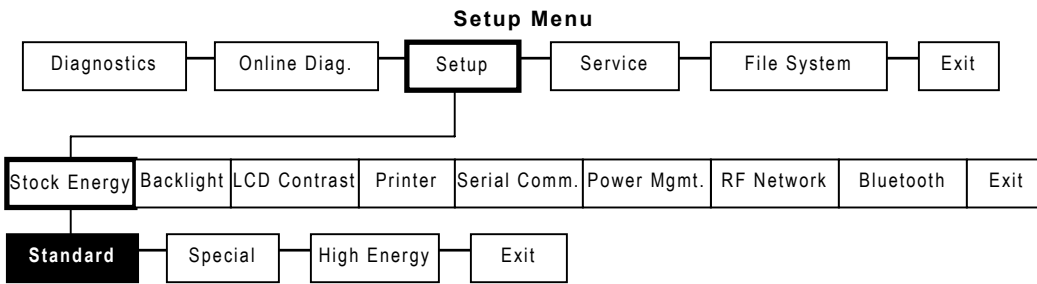 Setup Menu
Diagnostics Online Diag. Setup Service File System Exit
Stock Energy Backlight LCD Contrast Printer Serial Comm. Power Mgmt. RF Network Bluetooth Exit
Standard Special High Energy Exit